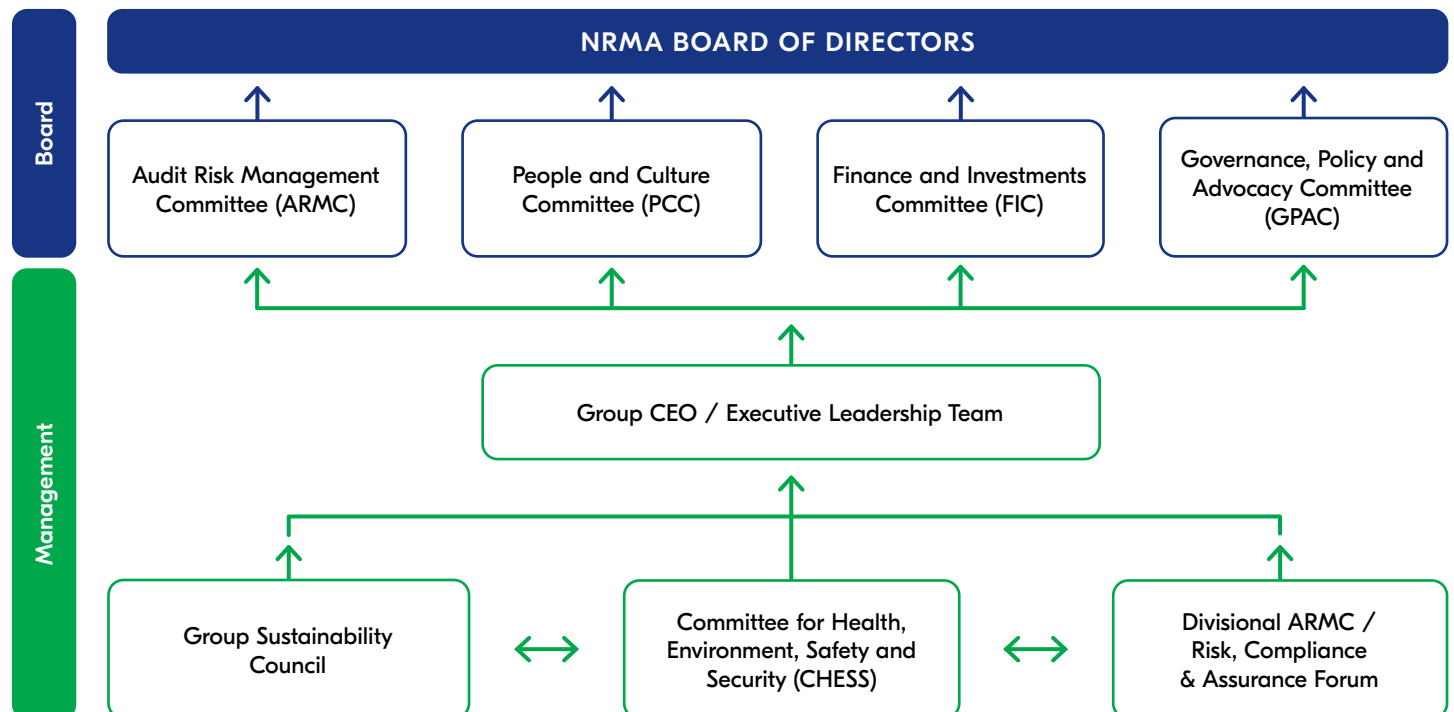 Board
NRMA BOARD OF DIRECTORS
Audit Risk Management
Committee (ARMC)
People and Culture
Committee (PCC)
Finance and Investments
Committee (FIC)
Governance, Policy and
Advocacy Committee
(GPAC)
Management
Group CEO / Executive Leadership Team
Group Sustainability
Council
Committee for Health,
Environment, Safety and
Security (CHESS)
Divisional ARMC /
Risk, Compliance
& Assurance Forum